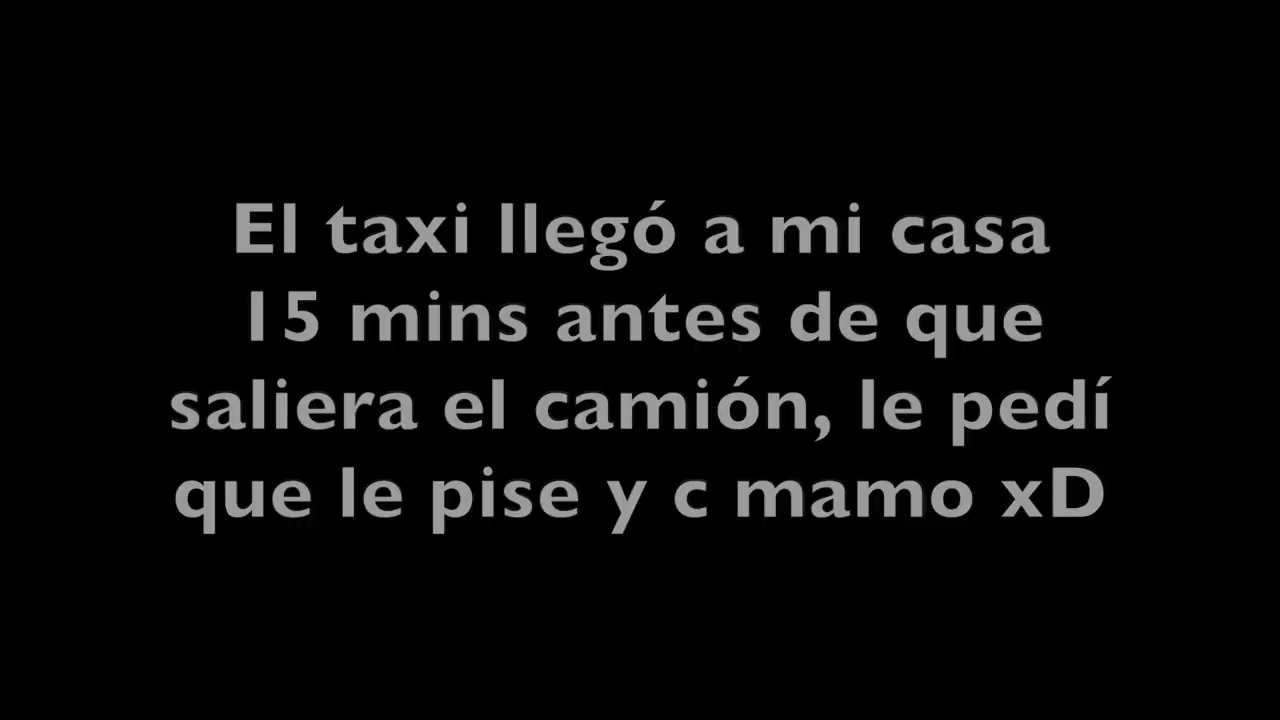 El taxi llegó a mi casa
15 mins antes de que
saliera el camión, le pedí
que le pise y c mamo xD